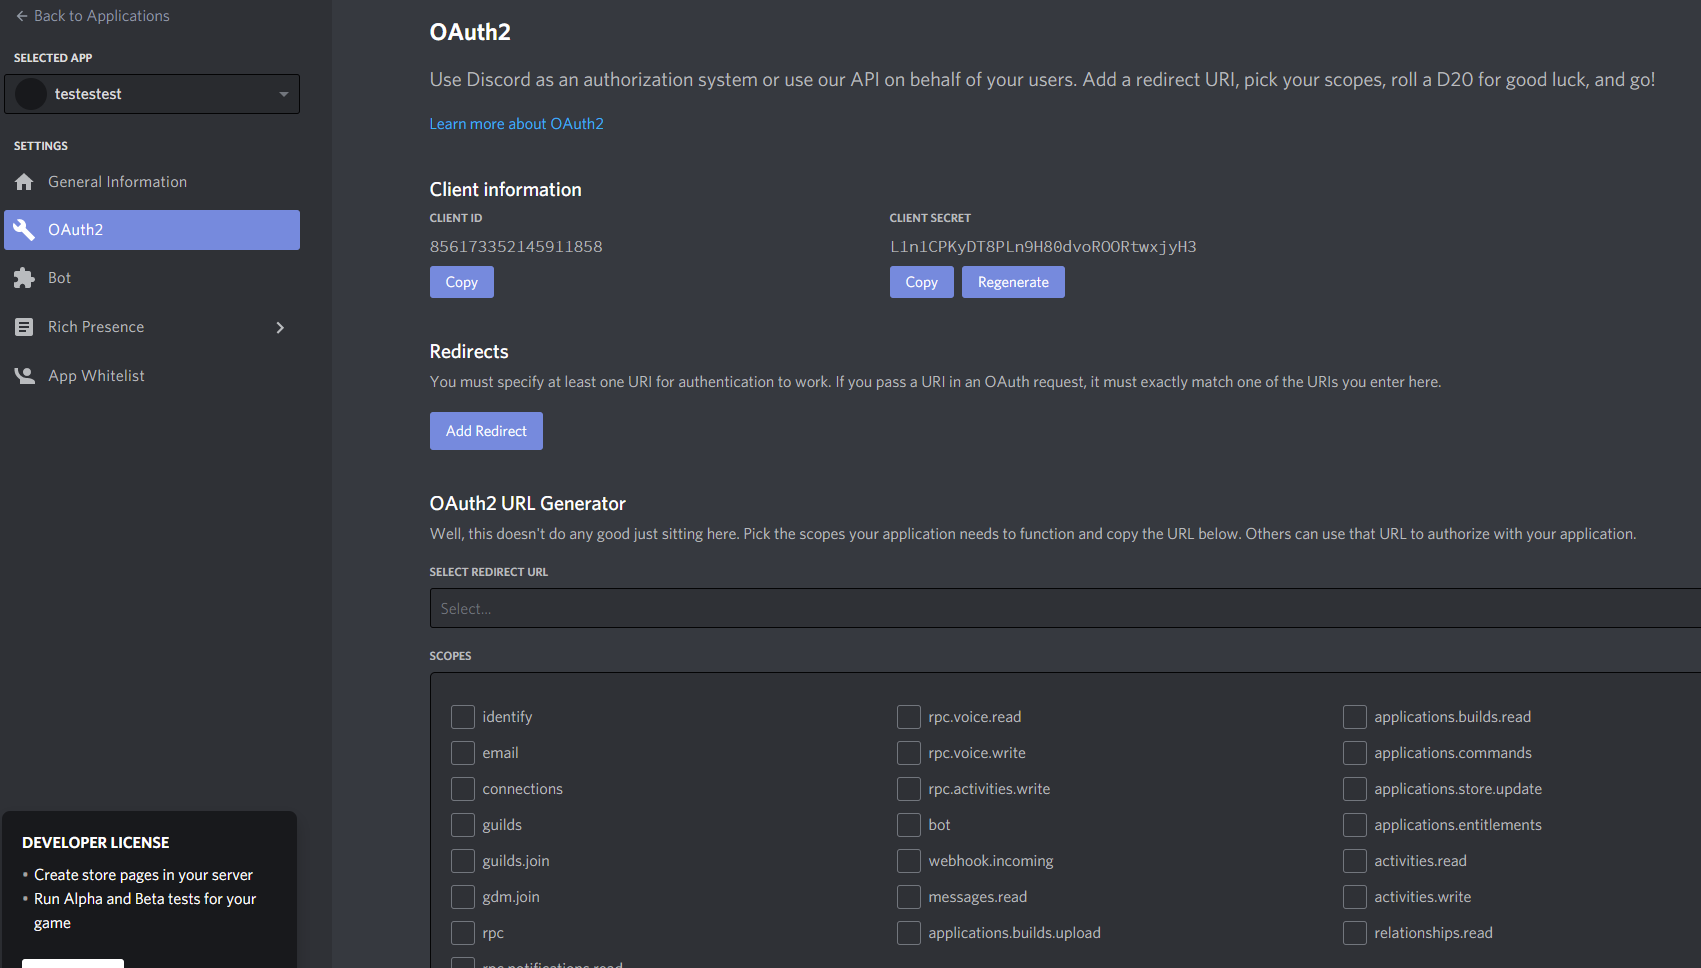 Back to Applications
SELECTED APP
testestest
SETTINGS
General Information
OAuth2
Bot
Rich Presence
App Whitelist
DEVELOPER LICENSE
• Create store pages in your server
• Run Alpha and Beta tests for your
game
OAuth2
Use Discord as an authorization system or use our API on behalf of your users. Add a redirect URI, pick your scopes, roll a D20 for good luck, and go!
Learn more about OAuth2
Client information
CLIENT ID
856173352145911858
Copy
CLIENT SECRET
L1n1CPKyDT8PLn9H80dvoROORtwxjyH3
Copy Regenerate
Redirects
You must specify at least one URI for authentication to work. If you pass a URI in an OAuth request, it must exactly match one of the URIs you enter here.
Add Redirect
OAuth2 URL Generator
Well, this doesn't do any good just sitting here. Pick the scopes your application needs to function and copy the URL below. Others can use that URL to authorize with your application.
SELECT REDIRECT URL
Select...
SCOPES
identify
email
connections
guilds
guilds.join
gdm.join
rpc
rpc.notifications.read
rpc.voice.read
rpc.voice.write
rpc.activities.write
bot
webhook.incoming
messages.read
applications.builds.upload
applications.builds.read
applications.commands
applications.store.update
applications.entitlements
activities.read
activities.write
relationships.read